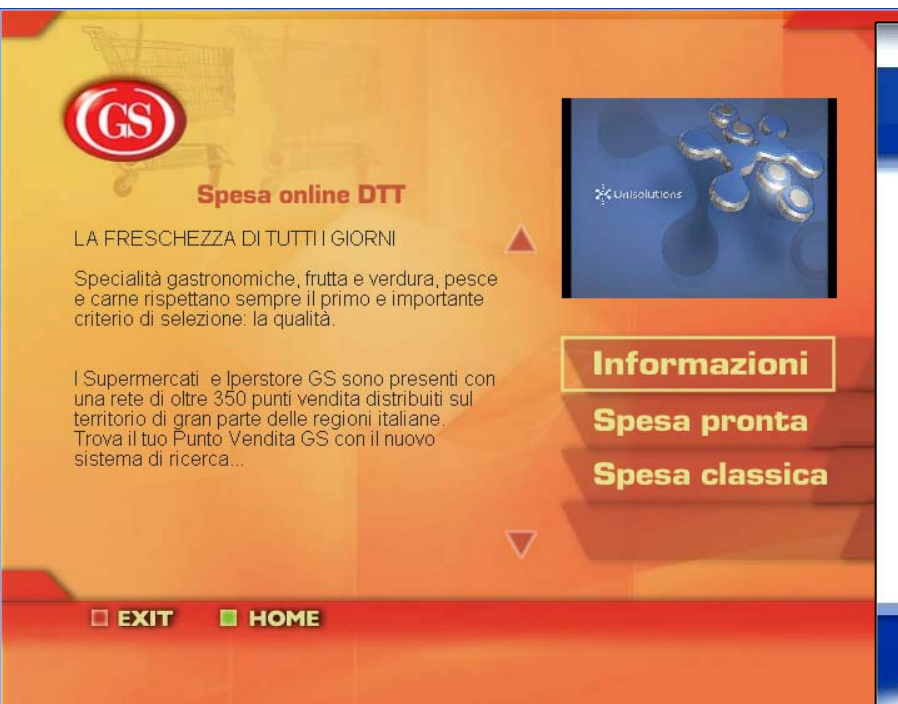 GS
Spesa online DTT
LA FRESCHEZZA DI TUTTI I GIORNI
Specialità gastronomiche, frutta e verdura, pesce
e carne rispettano sempre il primo e importante
criterio di selezione: la qualità.
I Supermercati e Iperstore GS sono presenti con
una rete di oltre 350 punti vendita distribuiti sul
territorio di gran parte delle regioni italiane.
Trova il tuo Punto Vendita GS con il nuovo
sistema di ricerca...
Unisolutions
Informazioni
Spesa pronta
Spesa classica
EXIT HOME